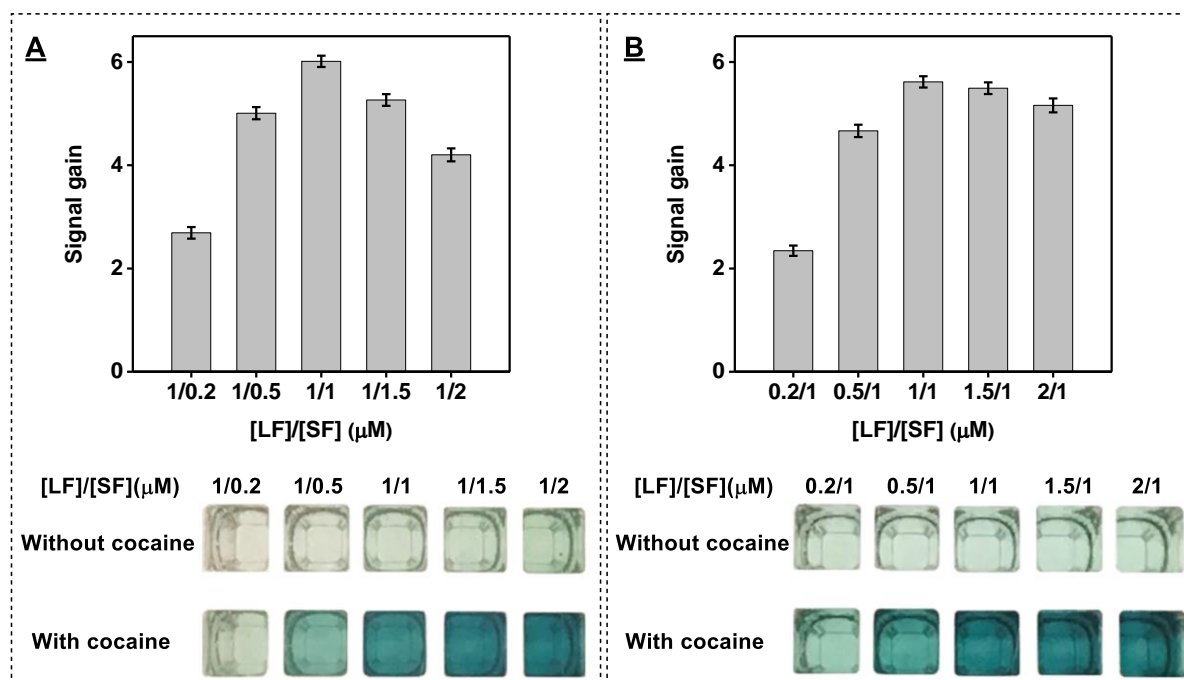 A
Signal gain
6
4
2
0
1/0.2 1/0.5 1/1 1/1.5 1/2
[LF]/[SF] (μM)
[LF]/[SF](μM) 1/0.2 1/0.5 1/1 1/1.5 1/2
Without cocaine
With cocaine
B
Signal gain
6
4
2
0
0.2/1 0.5/1 1/1 1.5/1 2/1
[LF]/[SF] (μM)
[LF]/[SF](μM) 0.2/1 0.5/1 1/1 1.5/1 2/1
Without cocaine
With cocaine